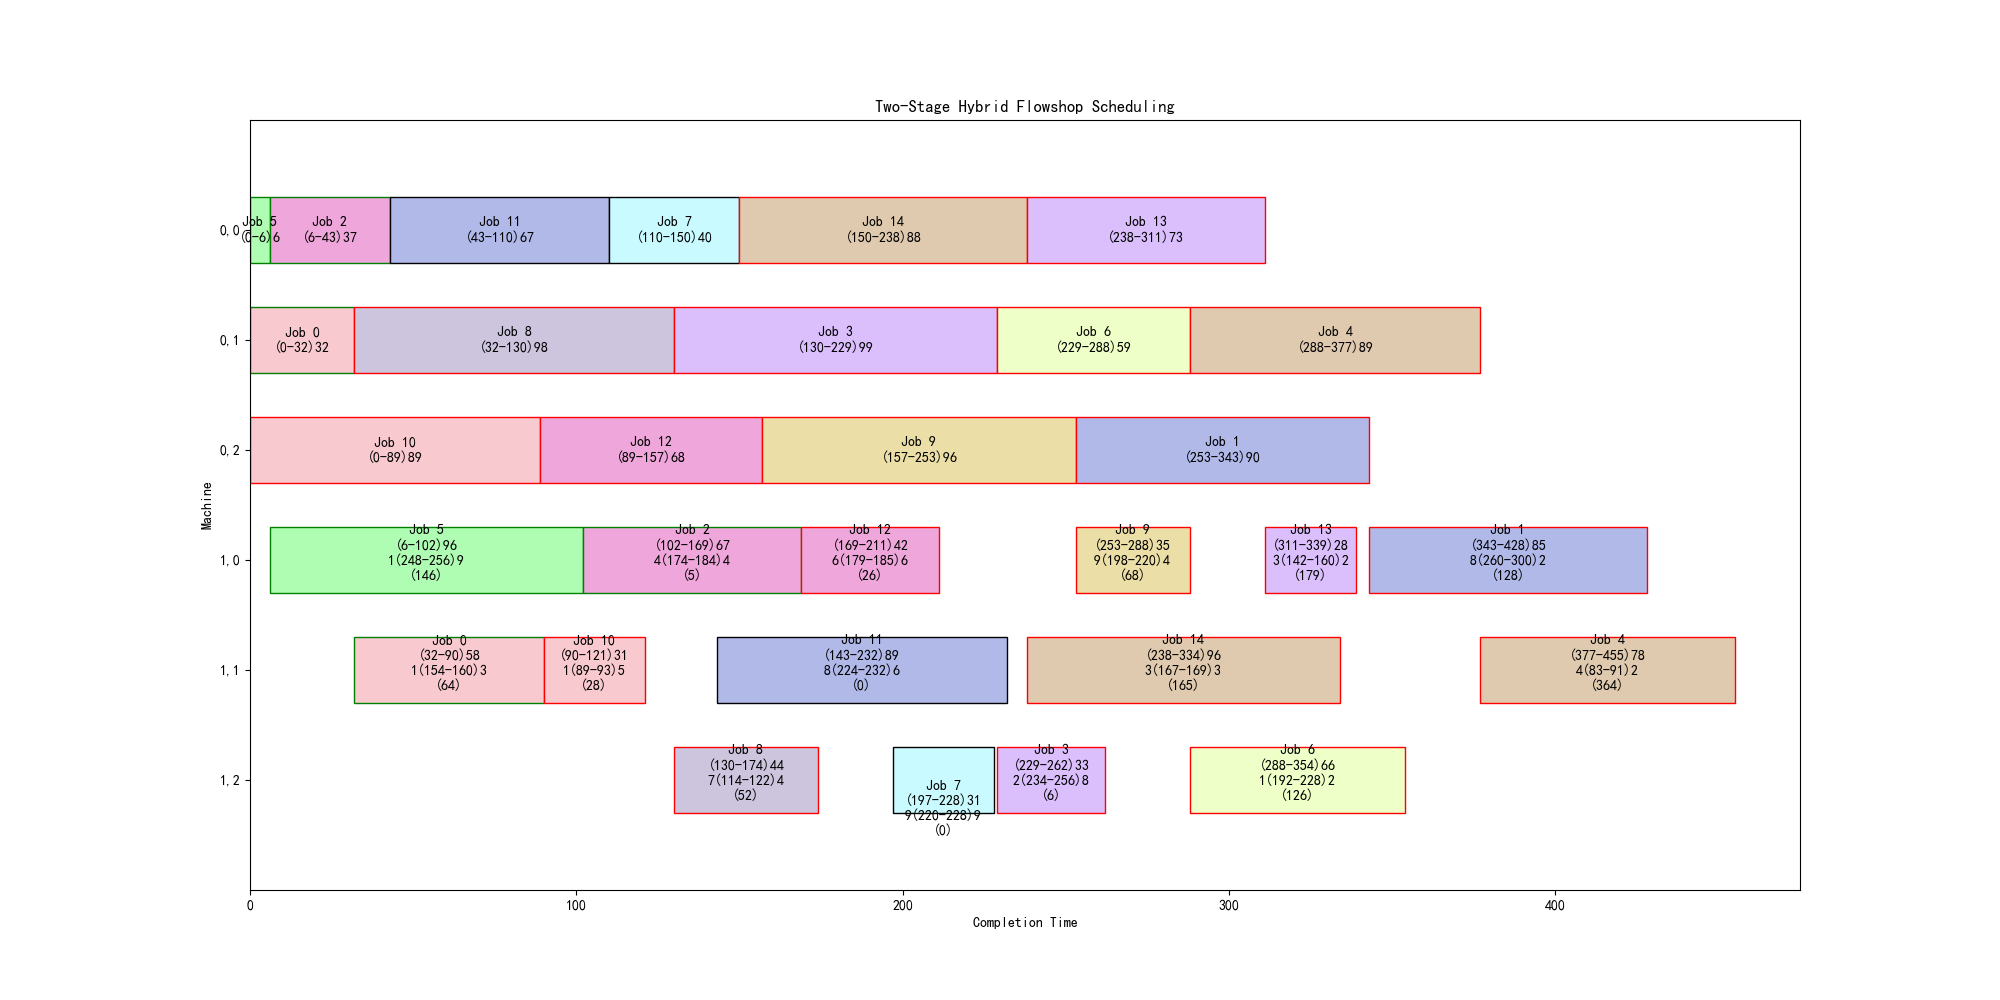 Two-Stage Hybrid Flowshop Scheduling
Machine
0,0
Job 5
(0-6)6
Job 2
(6-43)37
Job 11
(43-110)67
Job 7
(110-150)40
Job 14
(150-238)88
Job 13
(238-311)73
0,1
Job 0
(0-32)32
Job 8
(32-130)98
Job 3
(130-229)99
Job 6
(229-288)59
Job 4
(288-377)89
0,2
Job 10
(0-89)89
Job 12
(89-157)68
Job 9
(157-253)96
Job 1
(253-343)90
1,0
Job 5
(6-102)96
1(248-256)9
(146)
Job 2
(102-169)67
4(174-184)4
(5)
Job 12
(169-211)42
6(179-185)6
(26)
Job 9
(253-288)35
9(198-220)4
(68)
Job 13
(311-339)28
3(142-160)2
(179)
Job 1
(343-428)85
8(260-300)2
(128)
1,1
Job 0
(32-90)58
1(154-160)3
(64)
Job 10
(90-121)31
1(89-93)5
(28)
Job 11
(143-232)89
8(224-232)6
(0)
Job 14
(238-334)96
3(167-169)3
(165)
Job 4
(377-455)78
4(83-91)2
(364)
1,2
Job 8
(130-174)44
7(114-122)4
(52)
Job 7
(197-228)31
9(220-228)9
(0)
Job 3
(229-262)33
2(234-256)8
(6)
Job 6
(288-354)66
1(192-228)2
(126)
0
100
200
300
400
Completion Time